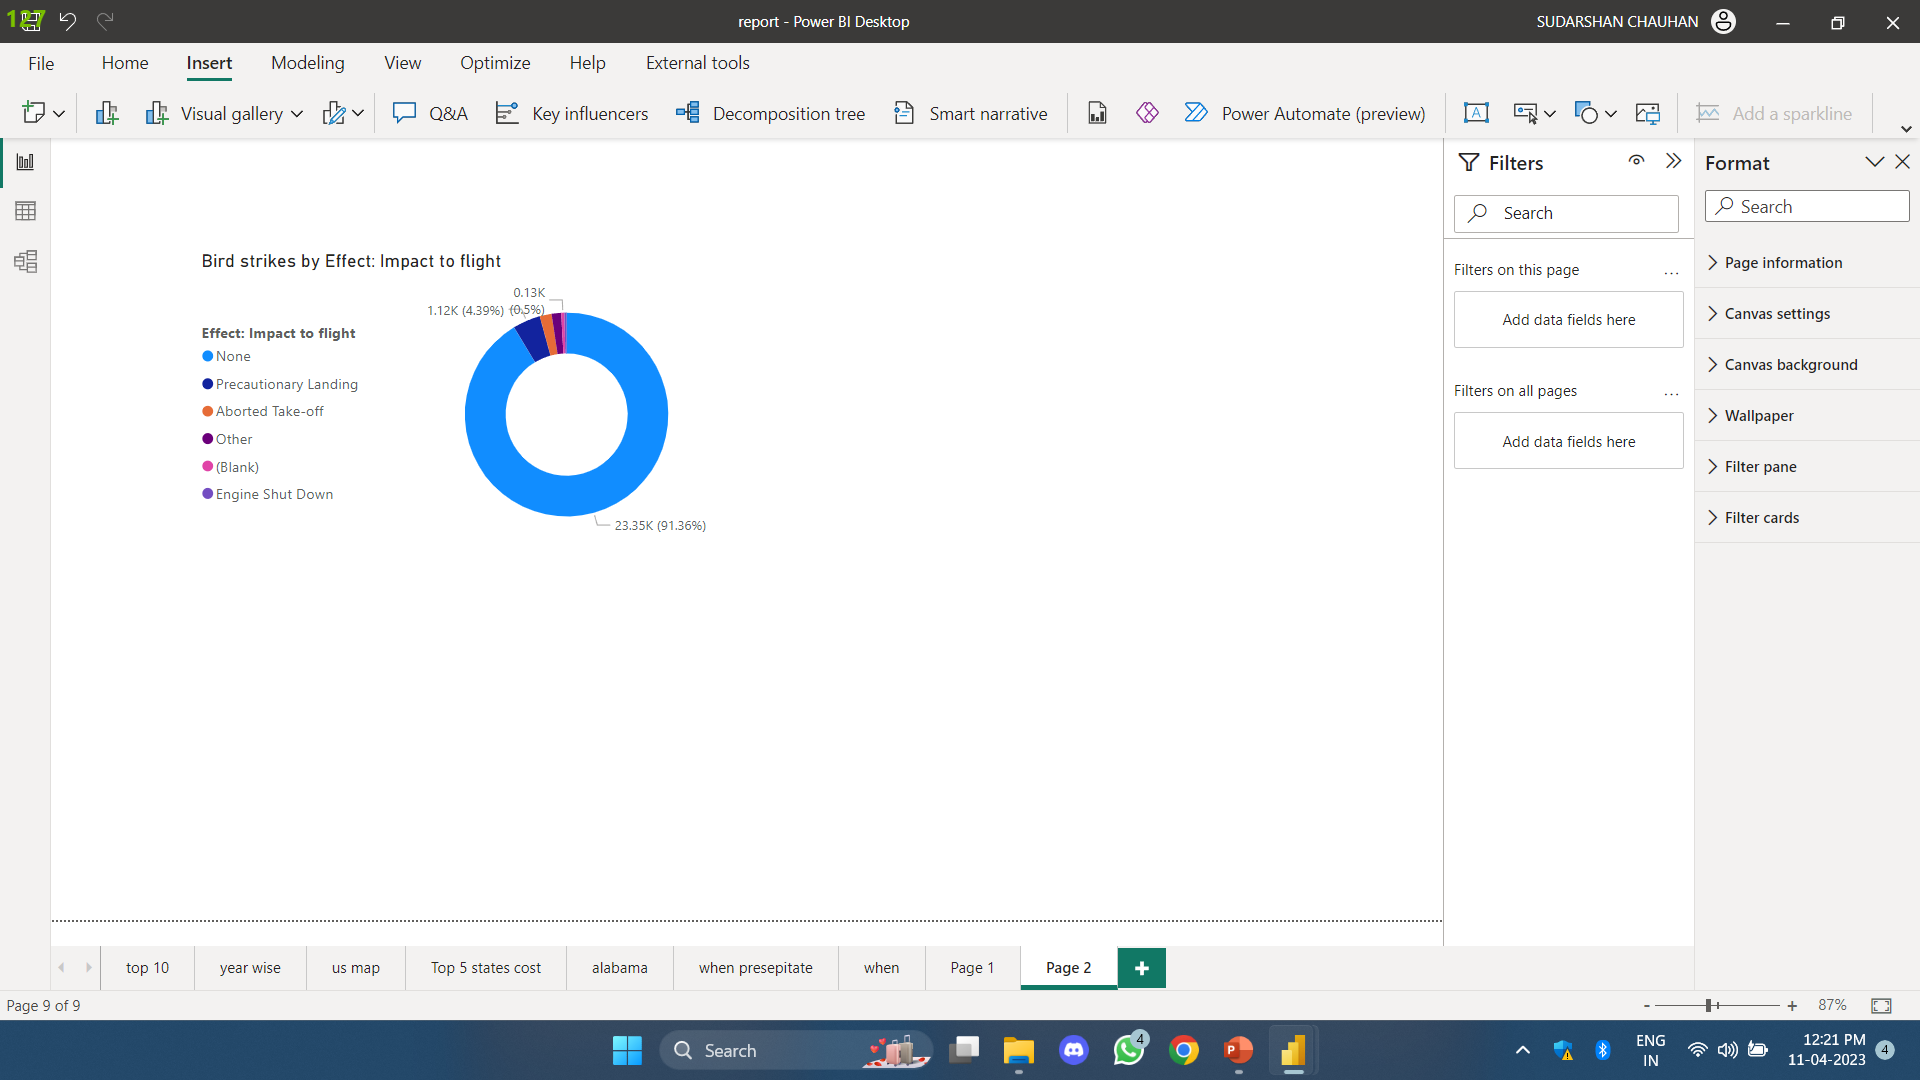 127
report - Power BI Desktop
SUDARSHAN CHAUHAN
File Home Insert Modeling View Optimize Help External tools
Visual gallery Q&A Key influencers Decomposition tree Smart narrative Power Automate (preview) A Add a sparkline
Filters
Format
Search
Search
Filters on this page ...
Add data fields here
Filters on all pages ...
Add data fields here
Page information
Canvas settings
Canvas background
Wallpaper
Filter pane
Filter cards
Bird strikes by Effect: Impact to flight
0.13K
1.12K (4.39%) (0.5%)
Effect: Impact to flight
None
Precautionary Landing
Aborted Take-off
Other
(Blank)
Engine Shut Down
23.35K (91.36%)
top 10 year wise us map Top 5 states cost alabama when presepitate when Page 1 Page 2 +
Page 9 of 9
- + 87%
Search
4
P
ENG
IN
12:21 PM
11-04-2023
4